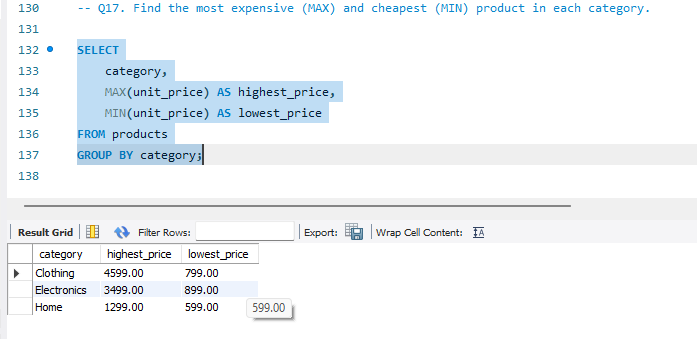 130 -- Q17. Find the most expensive (MAX) and cheapest (MIN) product in each category.
131
132 SELECT
133 category,
134 MAX(unit_price) AS highest_price,
135 MIN(unit_price) AS lowest_price
136 FROM products
137 GROUP BY category;
138
Result Grid Filter Rows: Export: Wrap Cell Content:
category highest_price lowest_price
Clothing 4599.00 799.00
Electronics 3499.00 899.00
Home 1299.00 599.00 599.00